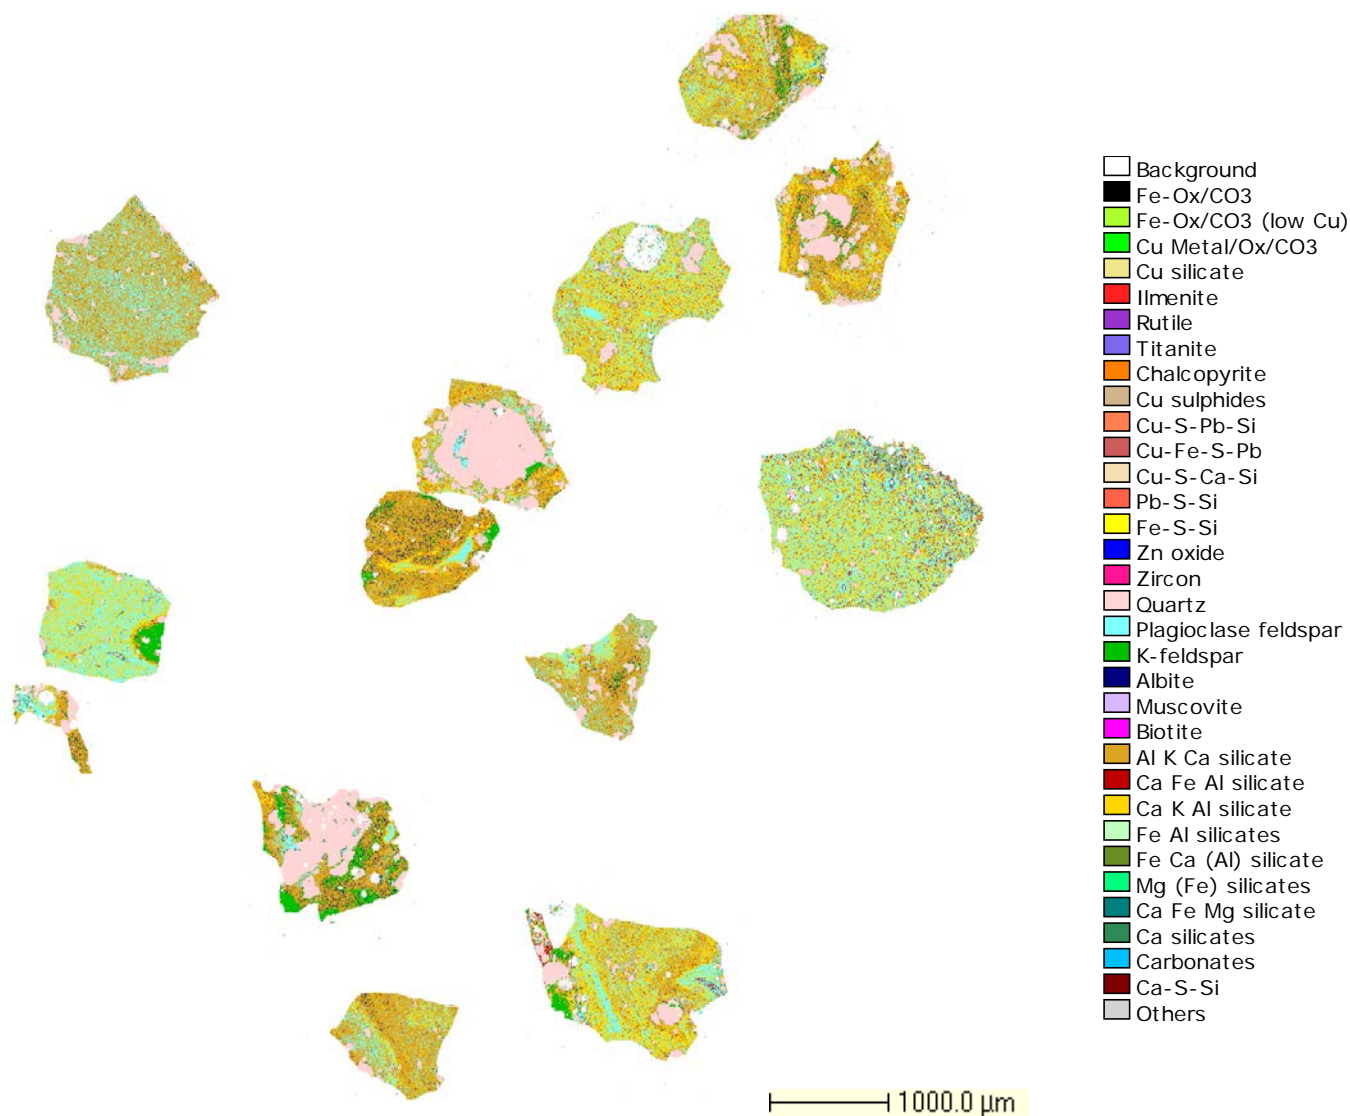 Background
Fe-Ox/CO3
Fe-Ox/CO3 (low Cu)
Cu Metal/Ox/CO3
Cu silicate
Ilmenite
Rutile
Titanite
Chalcopyrite
Cu sulphides
Cu-S-Pb-Si
Cu-Fe-S-Pb
Cu-S-Ca-Si
Pb-S-Si
Fe-S-Si
Zn oxide
Zircon
Quartz
Plagioclase feldspar
K-feldspar
Albite
Muscovite
Biotite
Al K Ca silicate
Ca Fe Al silicate
Ca K Al silicate
Fe Al silicates
Fe Ca (Al) silicate
Mg (Fe) silicates
Ca Fe Mg silicate
Ca silicates
Carbonates
Ca-S-Si
Others
1000.0 µm